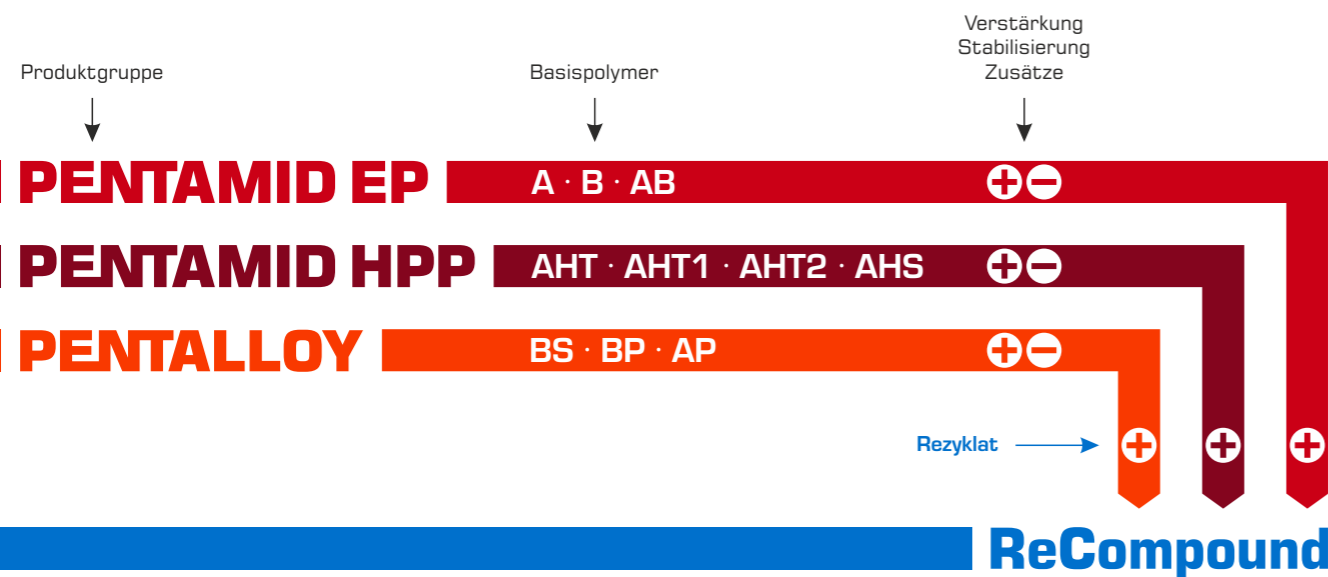 Produktgruppe
Basispolymer
Verstärkung
Stabilisierung
Zusätze
PENTAMID EP
A · B · AB
PENTAMID HPP
AHT · AHT1 · AHT2 · AHS
PENTALLOY
BS · BP · AP
Rezyklat
ReCompound